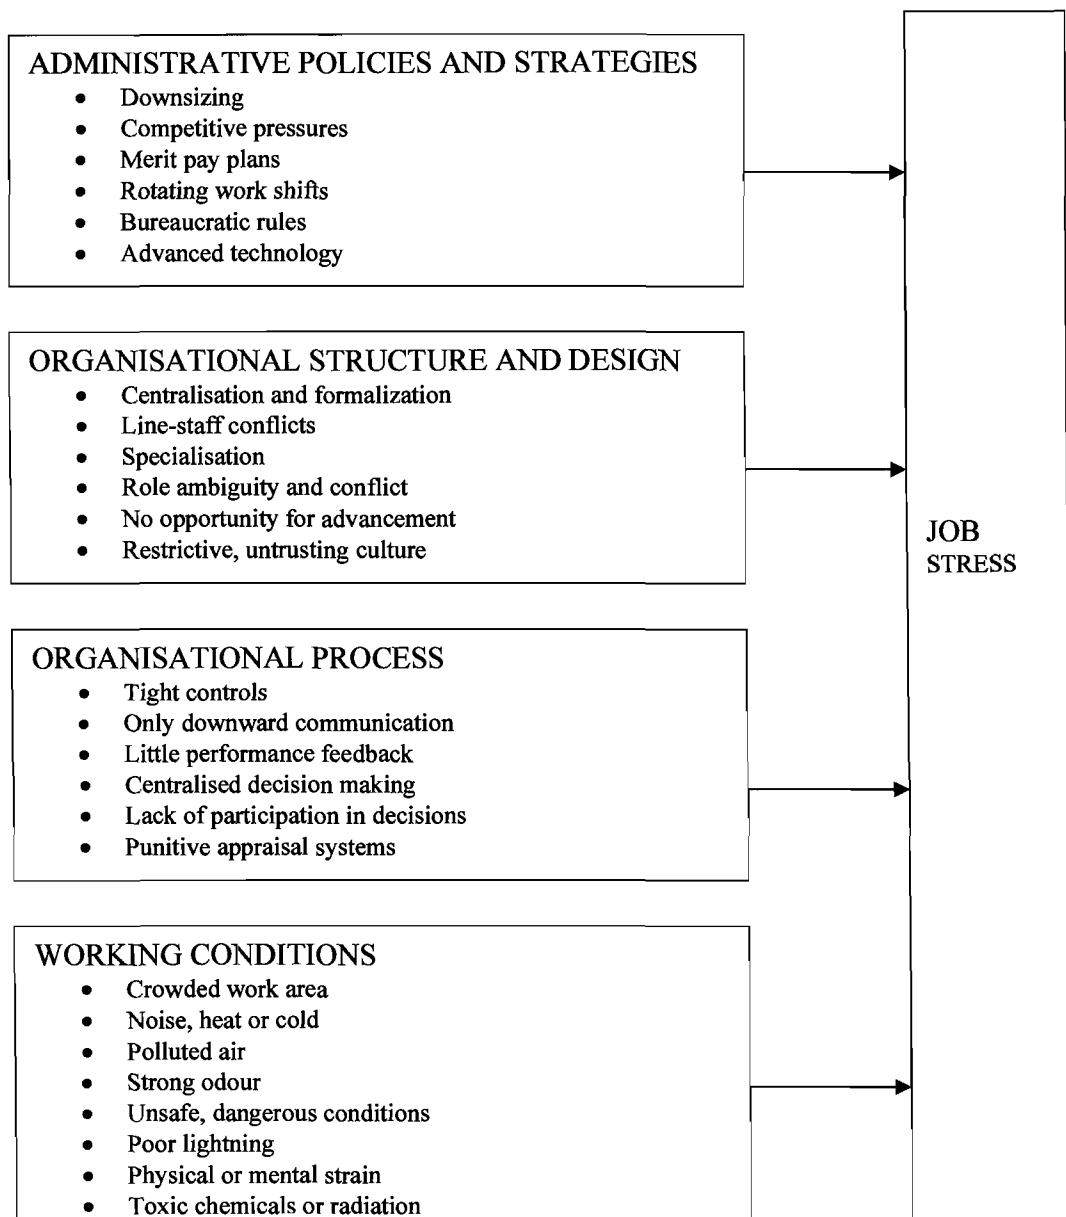 ADMINISTRATIVE POLICIES AND STRATEGIES
• Downsizing
• Competitive pressures
• Merit pay plans
• Rotating work shifts
• Bureaucratic rules
• Advanced technology
ORGANISATIONAL STRUCTURE AND DESIGN
• Centralisation and formalization
• Line-staff conflicts
• Specialisation
• Role ambiguity and conflict
• No opportunity for advancement
• Restrictive, untrusting culture
JOB
STRESS
ORGANISATIONAL PROCESS
• Tight controls
• Only downward communication
• Little performance feedback
• Centralised decision making
• Lack of participation in decisions
• Punitive appraisal systems
WORKING CONDITIONS
• Crowded work area
• Noise, heat or cold
• Polluted air
• Strong odour
• Unsafe, dangerous conditions
• Poor lightning
• Physical or mental strain
• Toxic chemicals or radiation